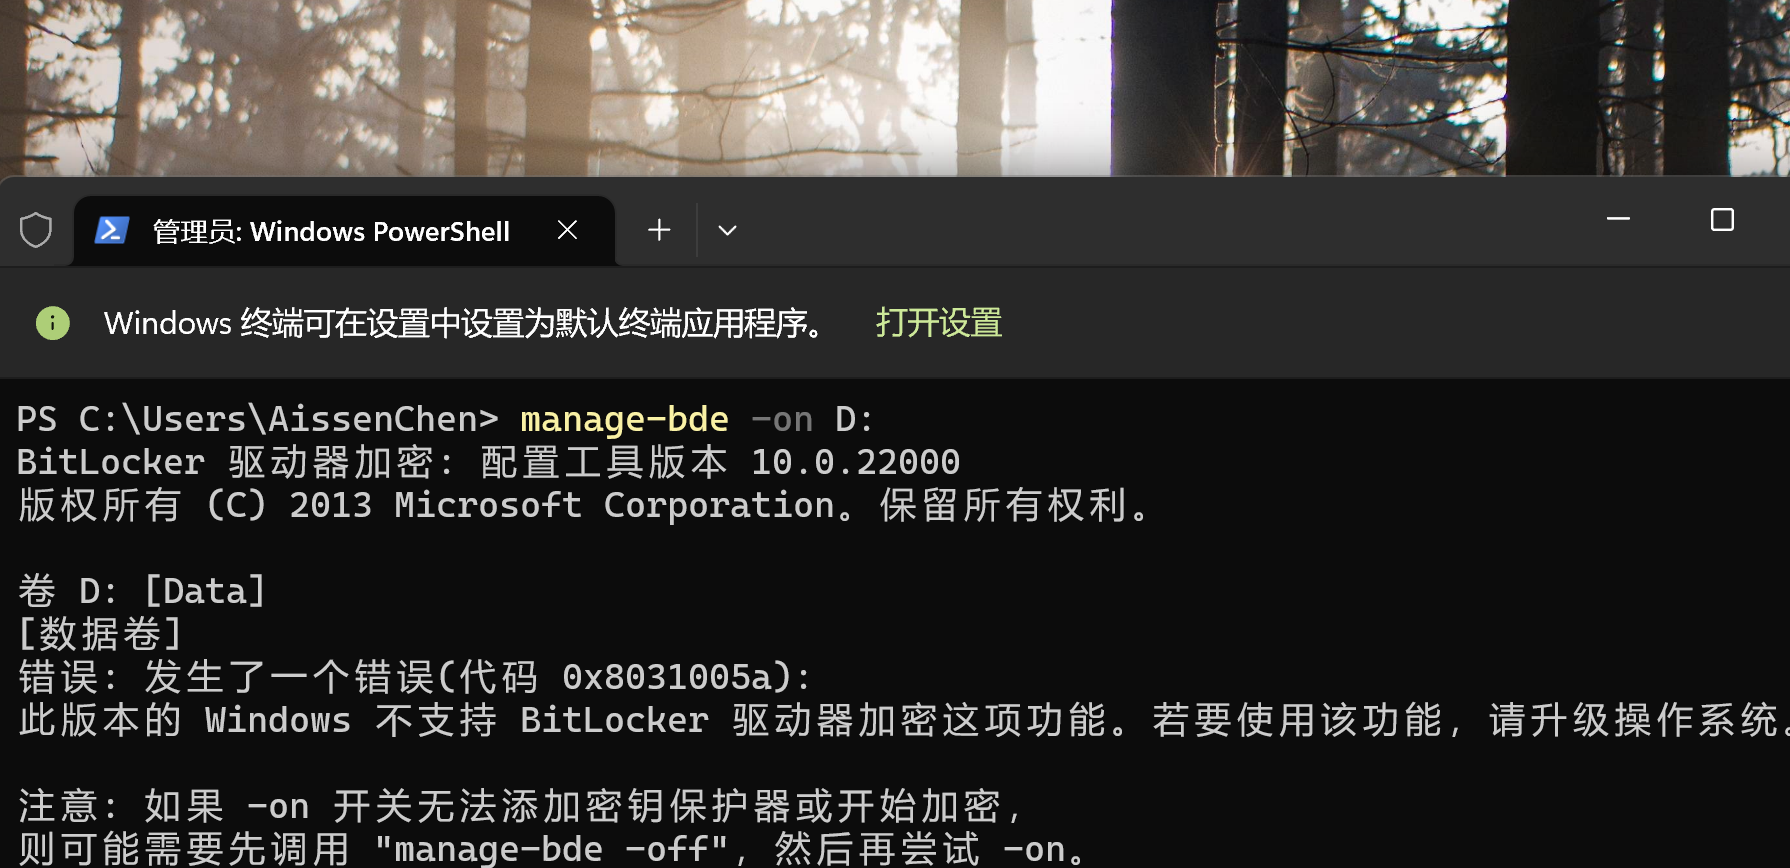 管理员: Windows PowerShell
Windows 终端可在设置中设置为默认终端应用程序。 打开设置
PS C:\Users\AissenChen> manage-bde -on D:
BitLocker 驱动器加密: 配置工具版本 10.0.22000
版权所有 (C) 2013 Microsoft Corporation。保留所有权利。
卷 D: [Data]
[数据卷]
错误: 发生了一个错误(代码 0x8031005a):
此版本的 Windows 不支持 BitLocker 驱动器加密这项功能。若要使用该功能, 请升级操作系统。
注意: 如果 -on 开关无法添加密钥保护器或开始加密,
则可能需要先调用 "manage-bde -off", 然后再尝试 -on。